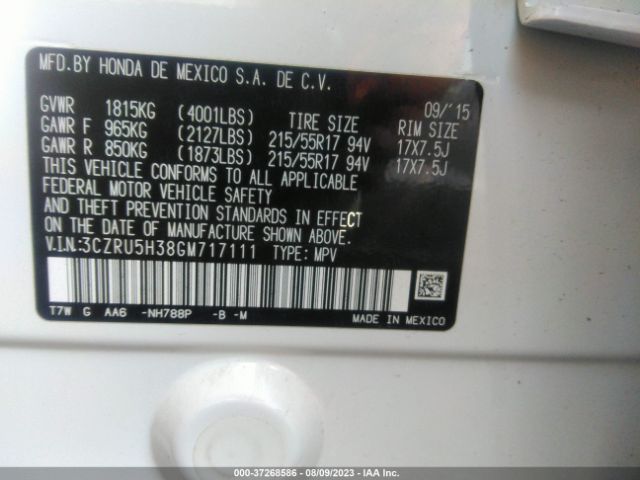 MFD.BY HONDA DE MEXICO S.A. DE C.V.
09/'15
GVWR 1815KG (4001LBS) TIRE SIZE RIM SIZE
GAWR F 965KG (2127LBS) 215/55R17 94V 17X7.5J
GAWR R 850KG (1873LBS) 215/55R17 94V 17X7.5J
THIS VEHICLE CONFORMS TO ALL APPLICABLE
FEDERAL MOTOR VEHICLE SAFETY
AND THEFT PREVENTION STANDARDS IN EFFECT
ON THE DATE OF MANUFACTURE SHOWN ABOVE.
V.I.N.:3CZRU5H38GM717111 TYPE: MPV
T7W G AA6 -NH788P -B -M
MADE IN MEXICO
000-37268586 - 08/09/2023 - IAA Inc.